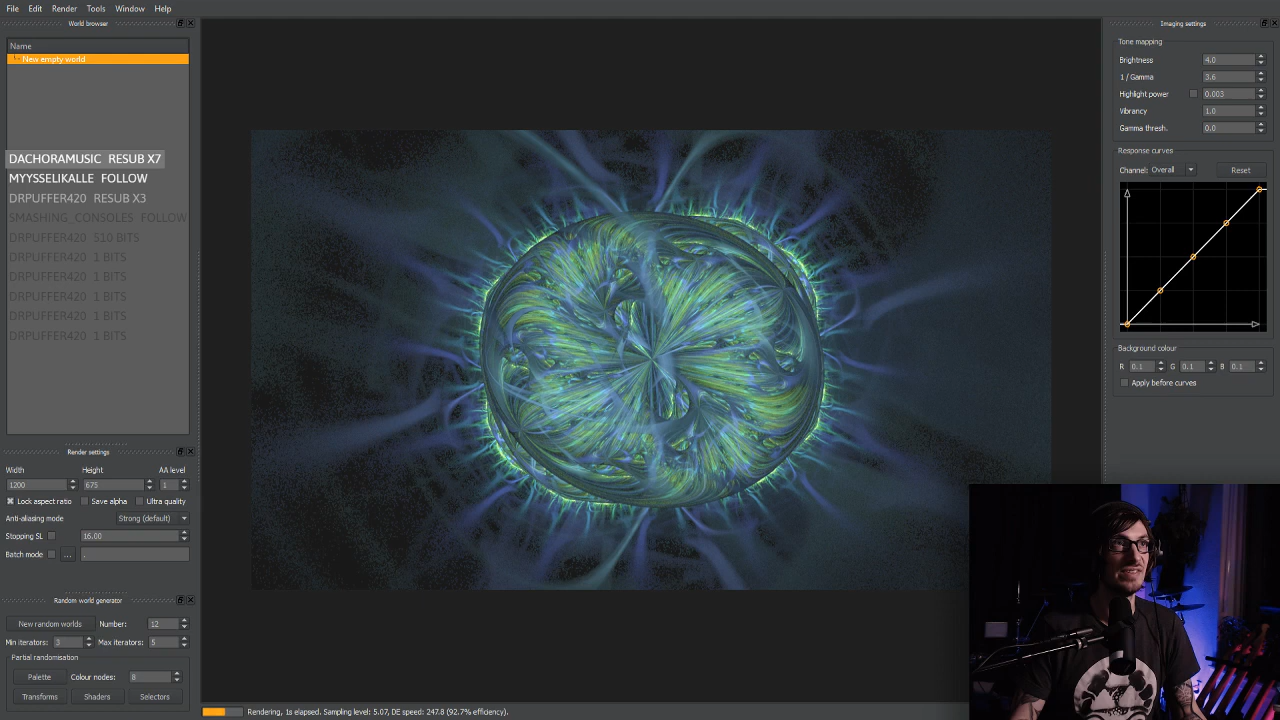 File Edit Render Tools Window Help
World browser
Name
New empty world
DACHORAMUSIC RESUB X7
MYYSSELIKALLE FOLLOW
DRPUFFER420 RESUB X3
SMASHING_CONSOLES FOLLOW
DRPUFFER420 510 BITS
DRPUFFER420 1 BITS
DRPUFFER420 1 BITS
DRPUFFER420 1 BITS
DRPUFFER420 1 BITS
DRPUFFER420 1 BITS
Render settings
Width Height AA level
1200 675 1
Lock aspect ratio Save alpha Ultra quality
Anti-aliasing mode Strong (default)
Stopping SL 16.00
Batch mode ... .
Random world generator
New random worlds Number: 12
Min iterators: 3 Max iterators: 5
Partial randomisation
Palette Colour nodes: 8
Transforms Shaders Selectors
Rendering, 1s elapsed. Sampling level: 5.07, DE speed: 247.8 (92.7% efficiency).
Imaging settings
Tone mapping
Brightness 4.0
1 / Gamma 3.6
Highlight power 0.003
Vibrancy 1.0
Gamma thresh. 0.0
Response curves
Channel: Overall Reset
Background colour
R 0.1 G 0.1 B 0.1
Apply before curves